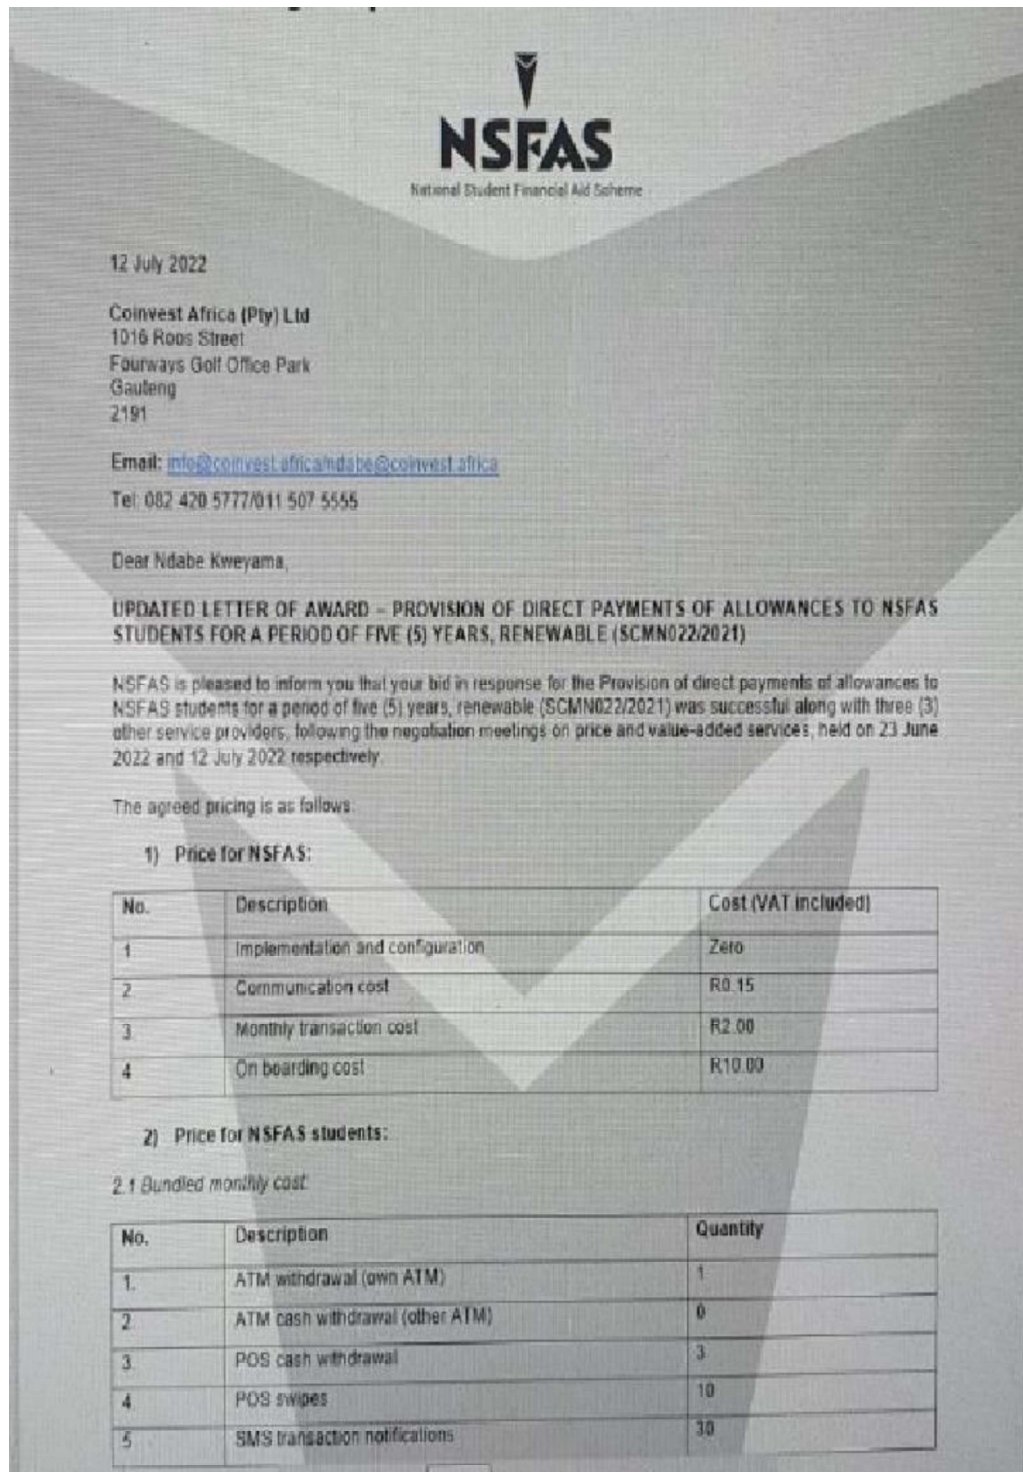 NSFAS
National Student Financial Aid Scheme
12 July 2022
Coinvest Africa (Pty) Ltd
1016 Roos Street
Fourways Golf Office Park
Gauteng
2191
Email: info@coinvest.africa/ndabe@coinvest.africa
Tel: 082 420 5777/011 507 5555
Dear Ndabe Kweyama,
UPDATED LETTER OF AWARD – PROVISION OF DIRECT PAYMENTS OF ALLOWANCES TO NSFAS
STUDENTS FOR A PERIOD OF FIVE (5) YEARS, RENEWABLE (SCMN022/2021)
NSFAS is pleased to inform you that your bid in response for the Provision of direct payments of allowances to
NSFAS students for a period of five (5) years, renewable (SCMN022/2021) was successful along with three (3)
other service providers, following the negotiation meetings on price and value-added services, held on 23 June
2022 and 12 July 2022 respectively.
The agreed pricing is as follows:
1) Price for NSFAS:
No. Description Cost (VAT included)
1 Implementation and configuration Zero
2 Communication cost R0.15
3 Monthly transaction cost R2.00
4 On boarding cost R10.00
2) Price for NSFAS students:
2.1 Bundled monthly cost:
No. Description Quantity
1. ATM withdrawal (own ATM) 1
2 ATM cash withdrawal (other ATM) 0
3 POS cash withdrawal 3
4 POS swipes 10
5 SMS transaction notifications 30